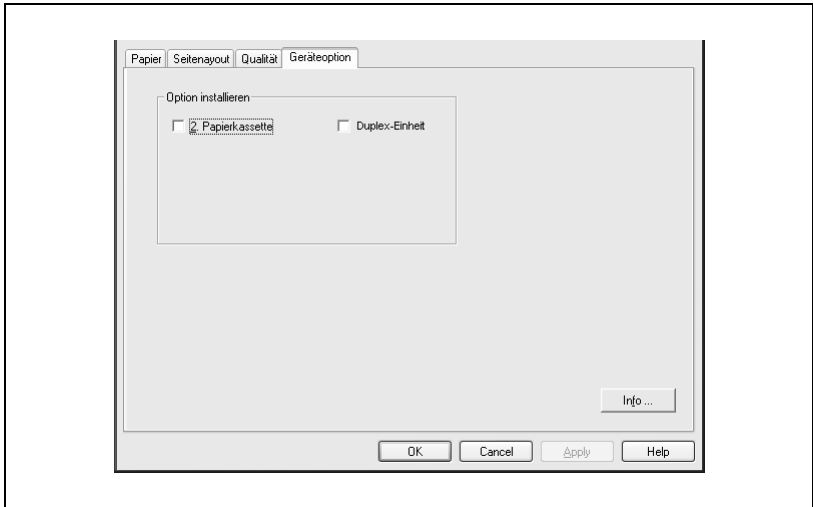 Papier Seitenayout Qualität Geräteoption
Option installieren
2. Papierkassette Duplex-Einheit
Info ...
OK Cancel Apply Help